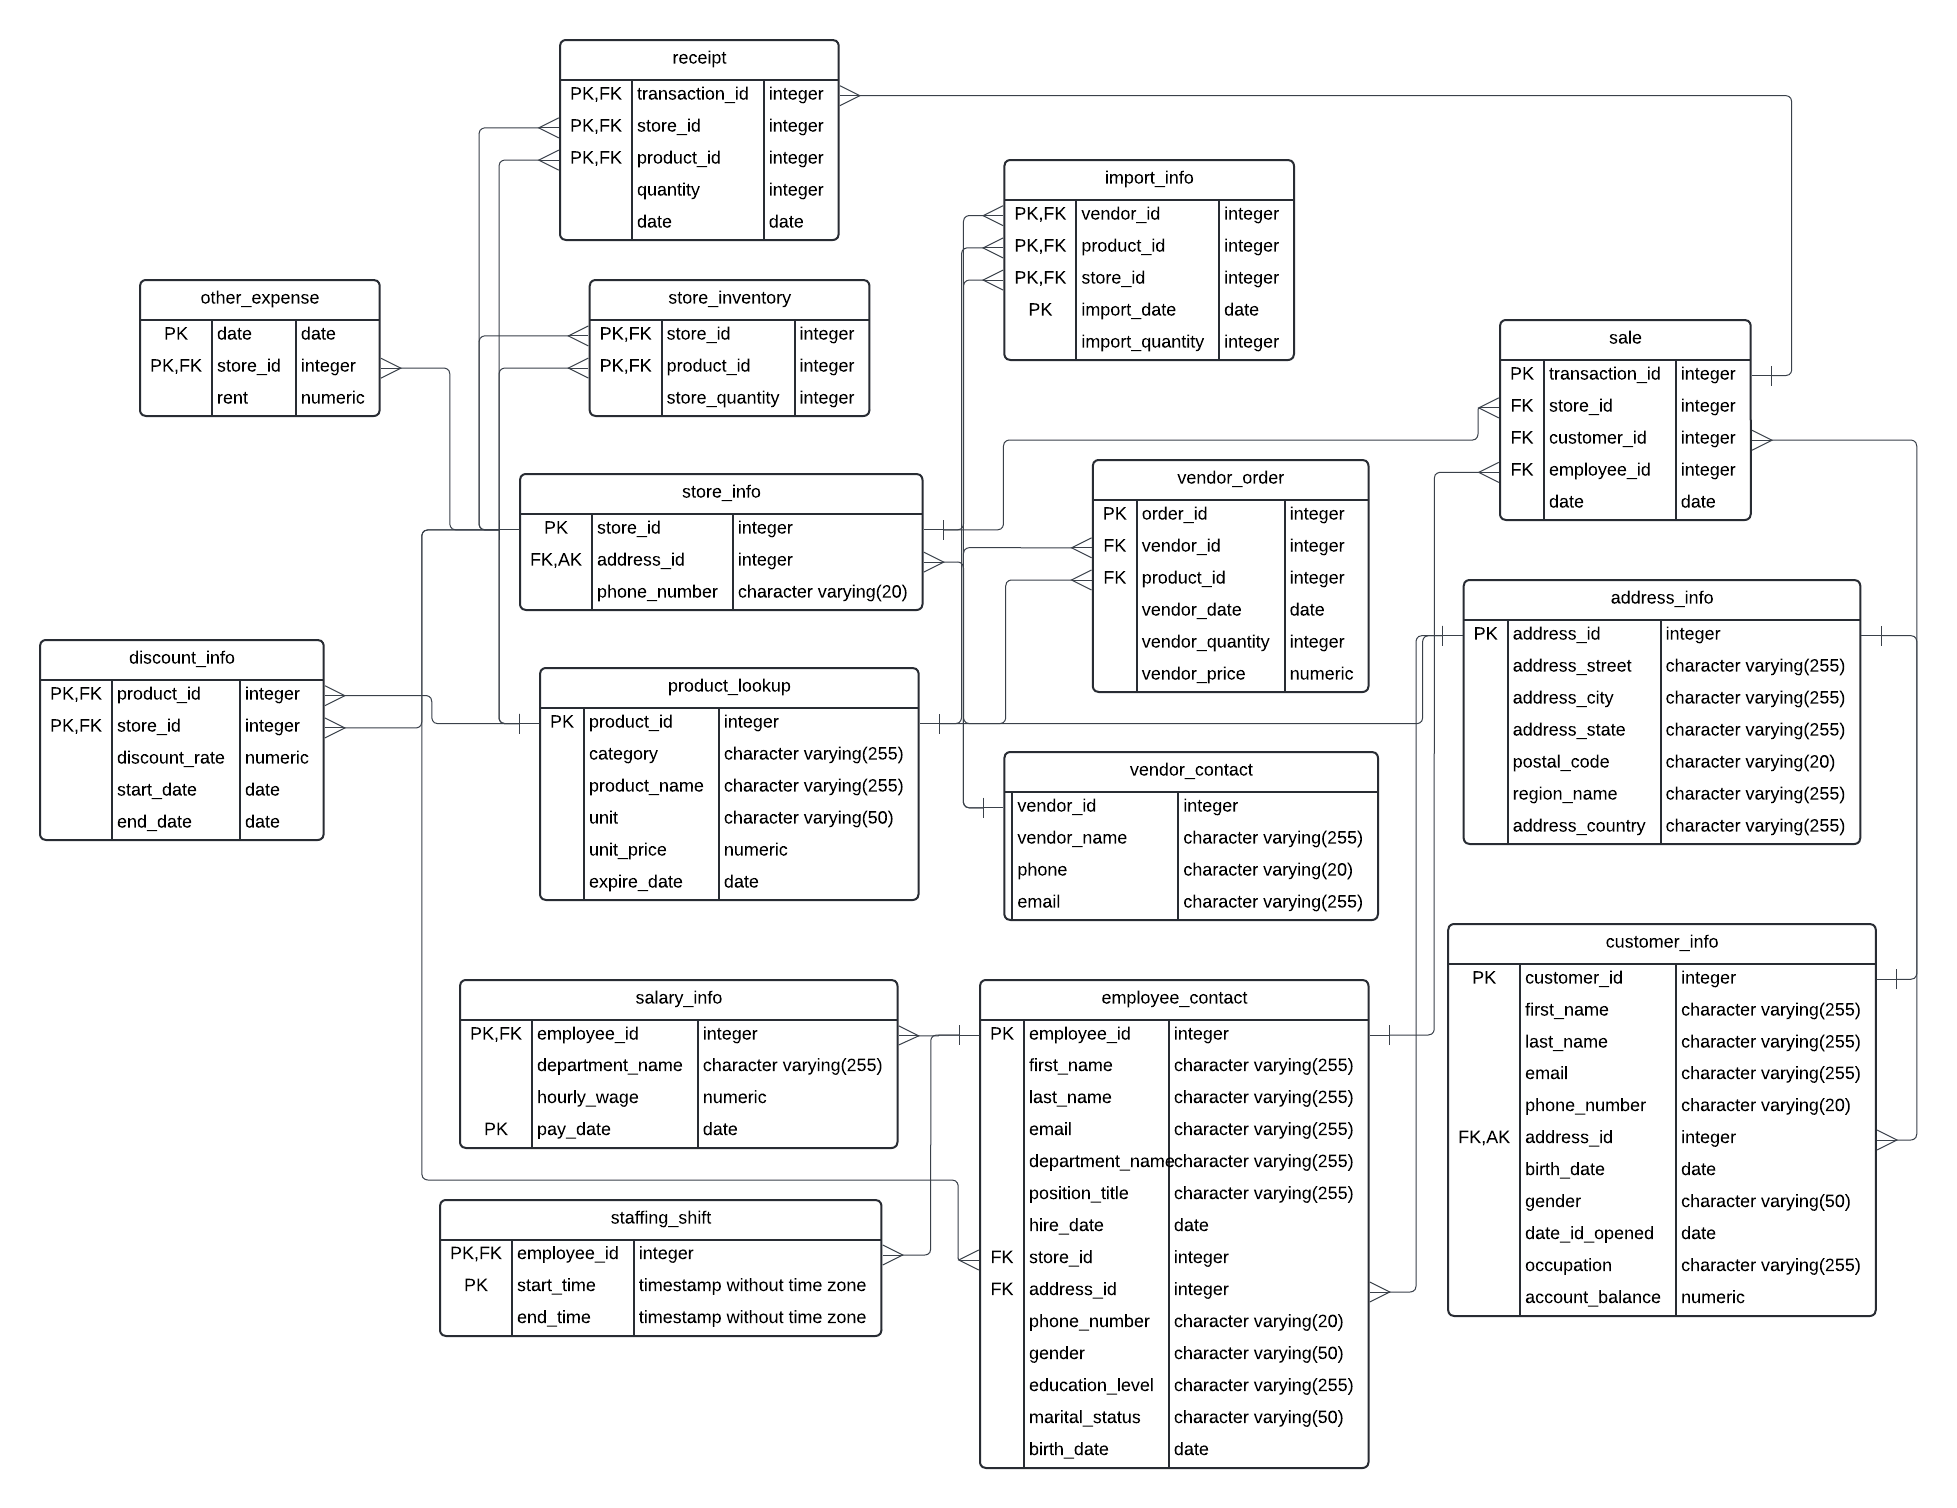 receipt
PK,FK transaction_id integer
PK,FK store_id integer
PK,FK product_id integer
quantity integer
date date
import_info
PK,FK vendor_id integer
PK,FK product_id integer
PK,FK store_id integer
PK import_date date
import_quantity integer
other_expense
PK date date
PK,FK store_id integer
rent numeric
store_inventory
PK,FK store_id integer
PK,FK product_id integer
store_quantity integer
sale
PK transaction_id integer
FK store_id integer
FK customer_id integer
FK employee_id integer
date date
store_info
PK store_id integer
FK,AK address_id integer
phone_number character varying(20)
vendor_order
PK order_id integer
FK vendor_id integer
FK product_id integer
vendor_date date
vendor_quantity integer
vendor_price numeric
address_info
PK address_id integer
address_street character varying(255)
address_city character varying(255)
address_state character varying(255)
postal_code character varying(20)
region_name character varying(255)
address_country character varying(255)
discount_info
PK,FK product_id integer
PK,FK store_id integer
discount_rate numeric
start_date date
end_date date
product_lookup
PK product_id integer
category character varying(255)
product_name character varying(255)
unit character varying(50)
unit_price numeric
expire_date date
vendor_contact
vendor_id integer
vendor_name character varying(255)
phone character varying(20)
email character varying(255)
customer_info
PK customer_id integer
first_name character varying(255)
last_name character varying(255)
email character varying(255)
phone_number character varying(20)
FK,AK address_id integer
birth_date date
gender character varying(50)
date_id_opened date
occupation character varying(255)
account_balance numeric
salary_info
PK,FK employee_id integer
department_name character varying(255)
hourly_wage numeric
PK pay_date date
employee_contact
PK employee_id integer
first_name character varying(255)
last_name character varying(255)
email character varying(255)
department_name character varying(255)
position_title character varying(255)
hire_date date
FK store_id integer
FK address_id integer
phone_number character varying(20)
gender character varying(50)
education_level character varying(255)
marital_status character varying(50)
birth_date date
staffing_shift
PK,FK employee_id integer
PK start_time timestamp without time zone
end_time timestamp without time zone